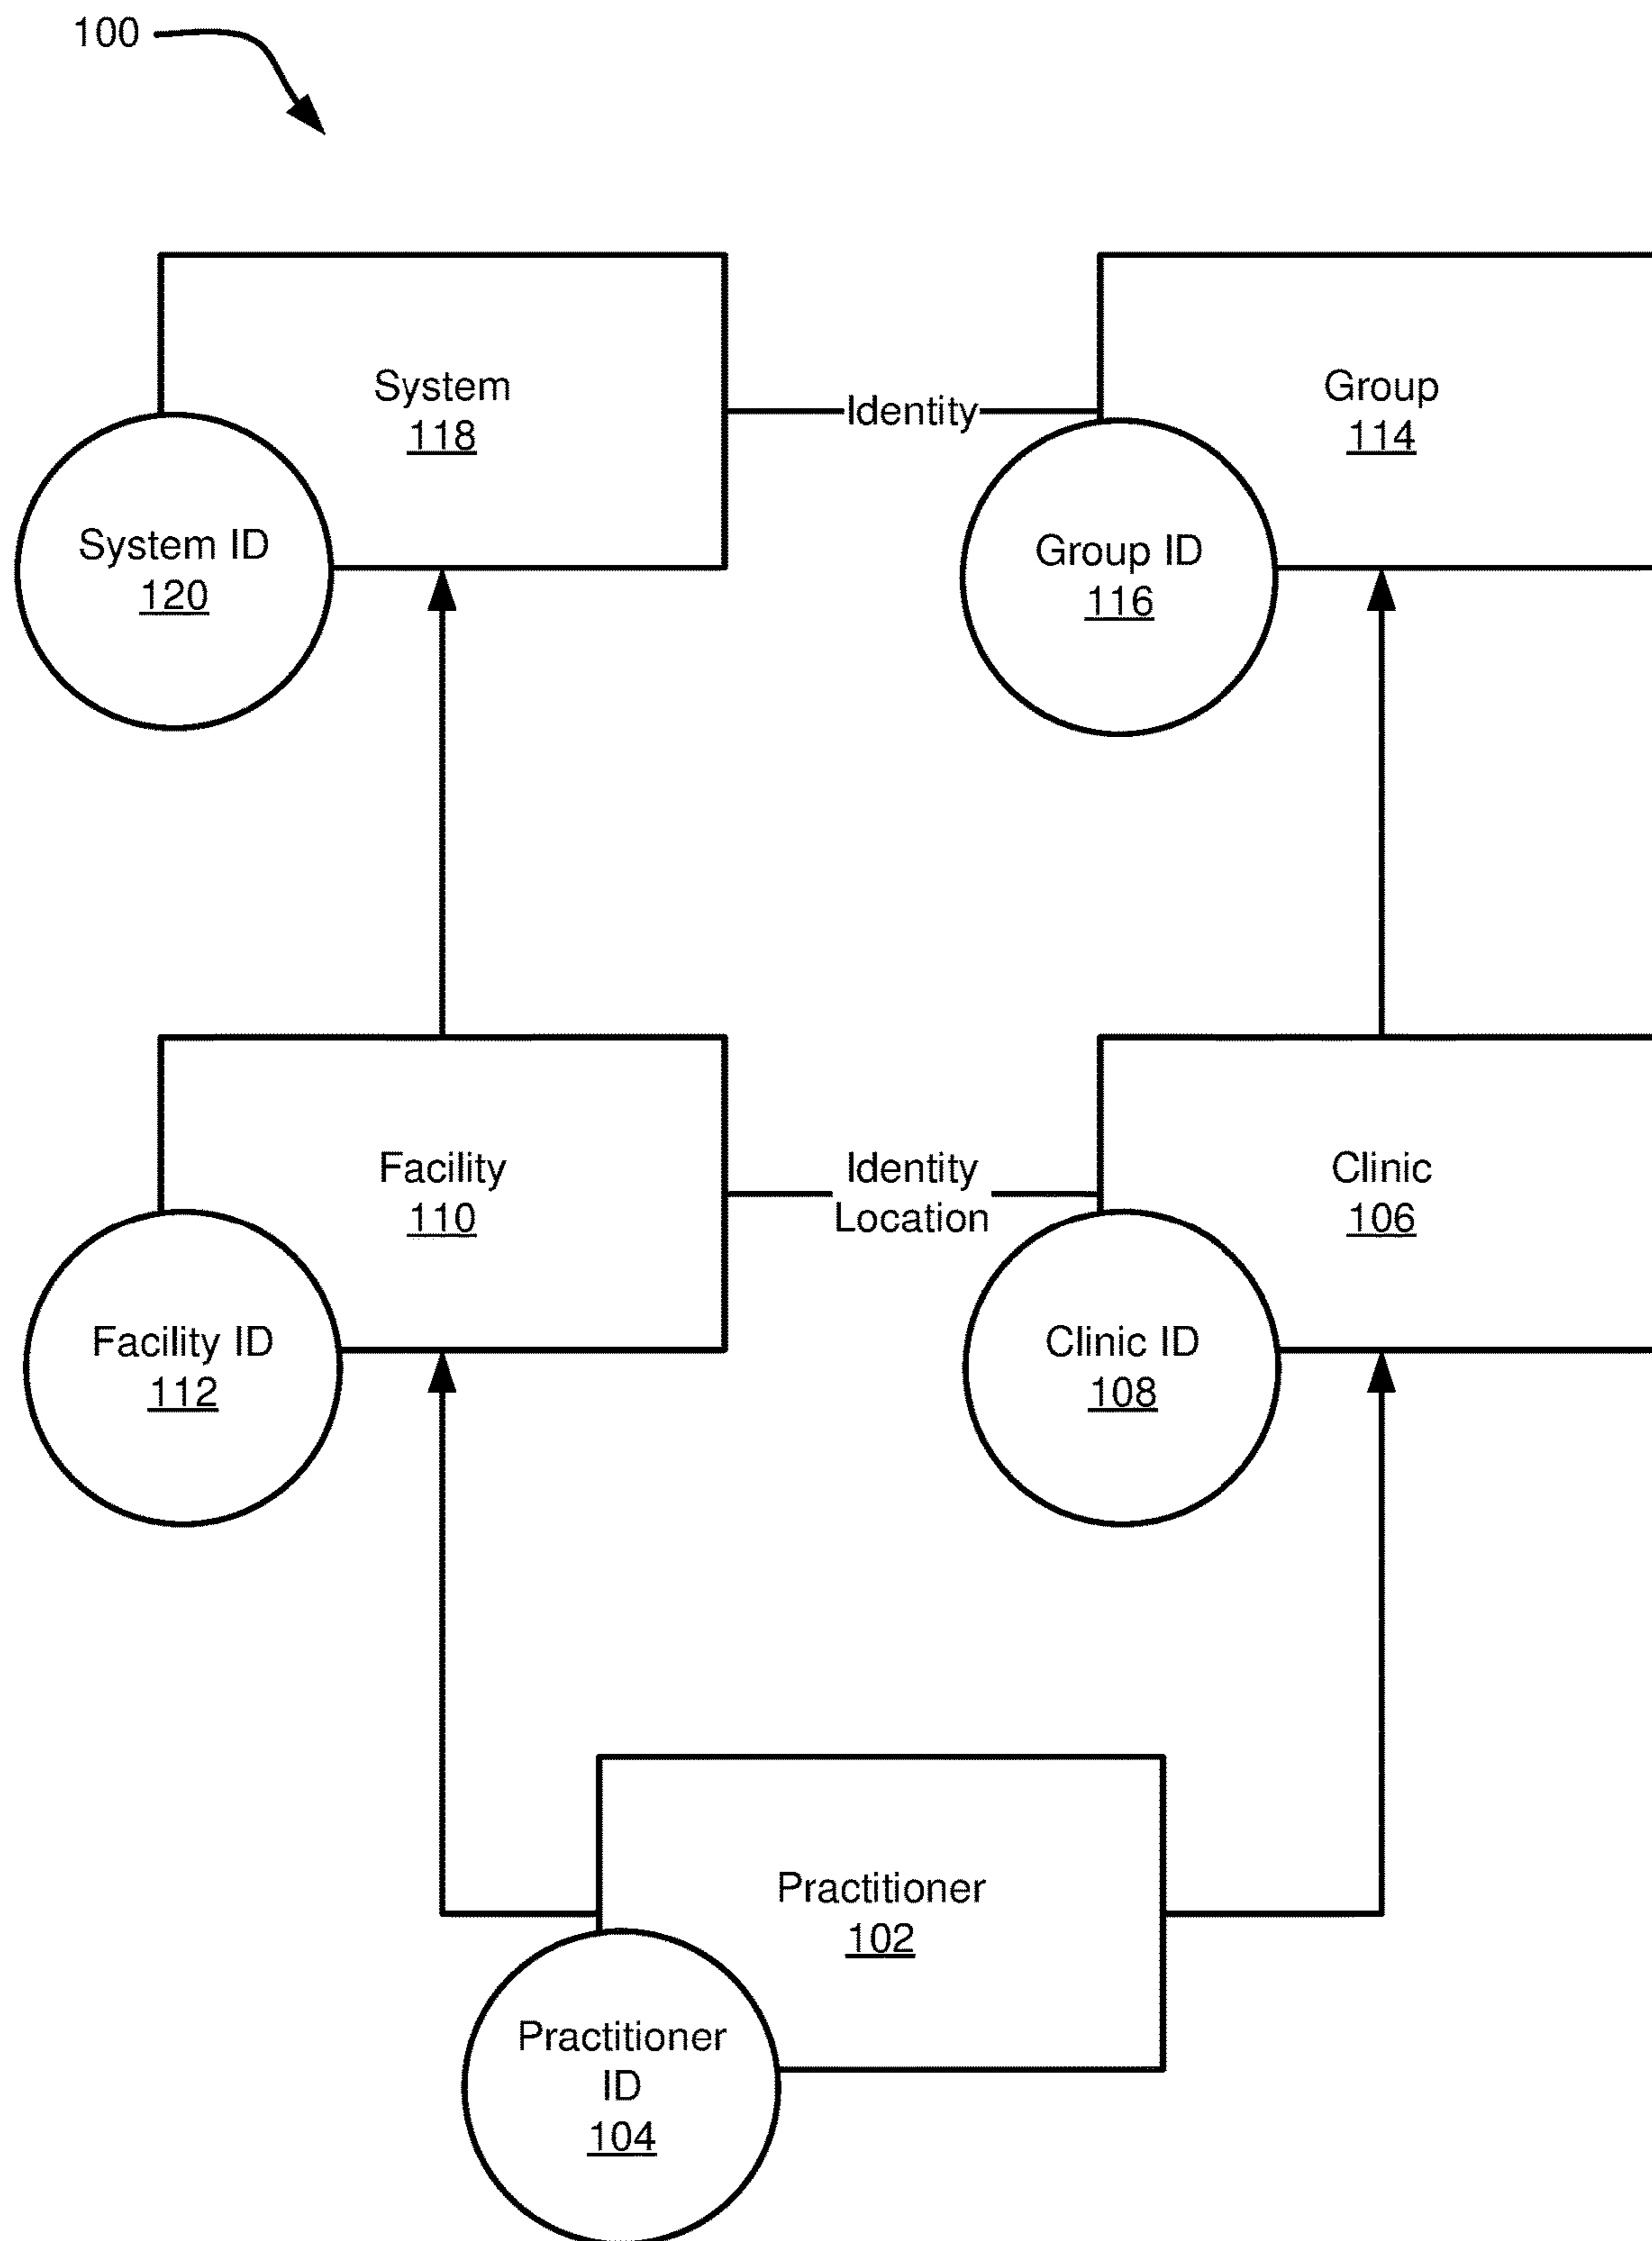 100
System
118
Identity
Group
114
System ID
120
Group ID
116
Facility
110
Identity
Location
Clinic
106
Facility ID
112
Clinic ID
108
Practitioner
102
Practitioner
ID
104